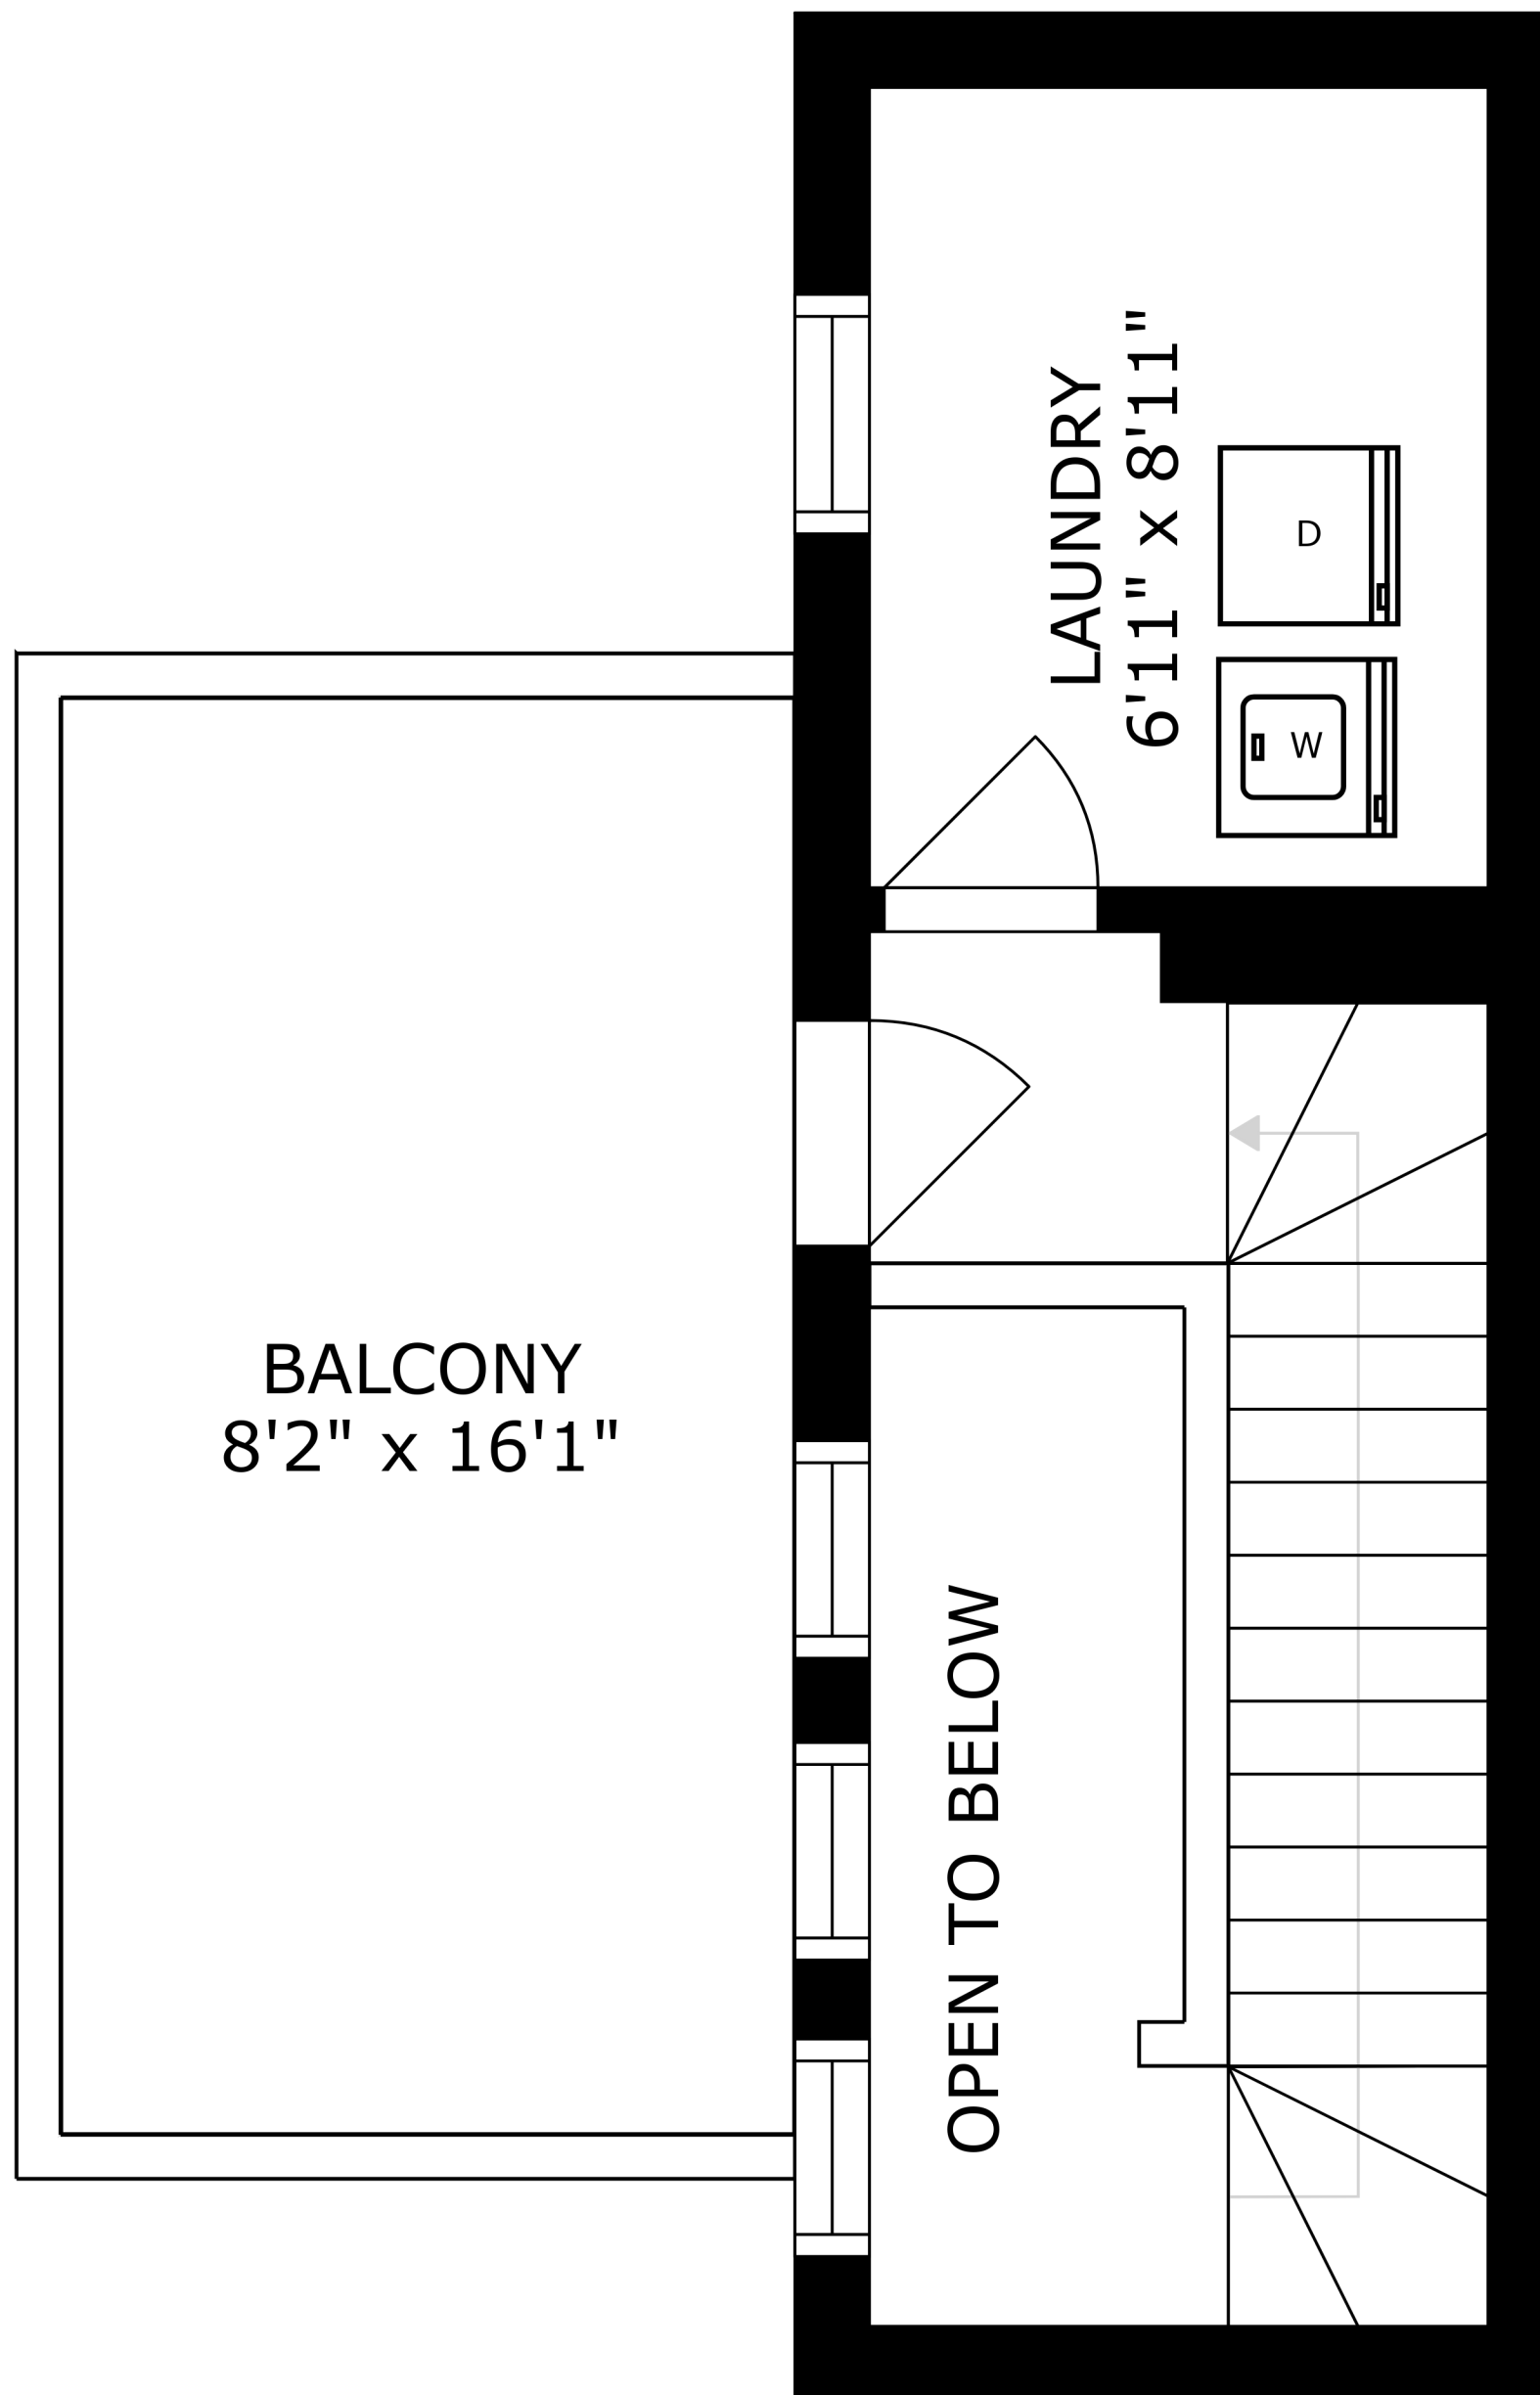 LAUNDRY
6'11" x 8'11"
D
W
BALCONY
8'2" x 16'1"
OPEN TO BELOW